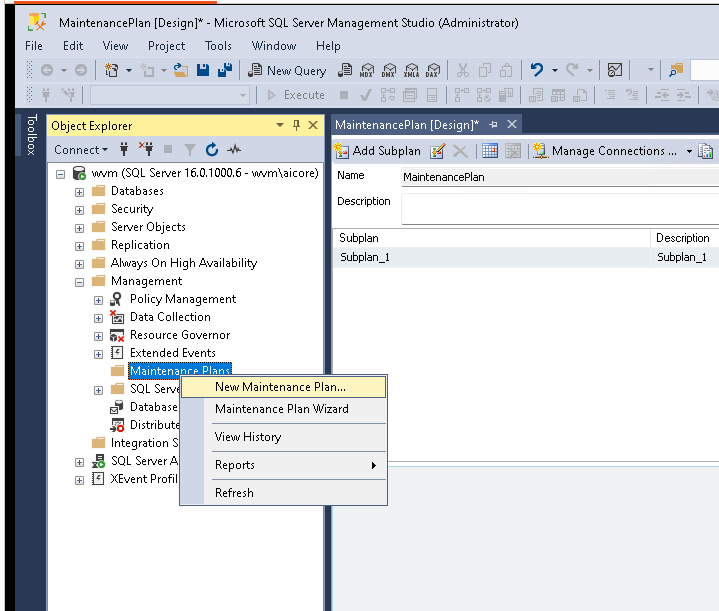 MaintenancePlan [Design]* - Microsoft SQL Server Management Studio (Administrator)
File Edit View Project Tools Window Help
New Query MDX DMX XMLA DAX
Execute
Toolbox
Object Explorer
Connect
wvm (SQL Server 16.0.1000.6 - wvm\aicore)
Databases
Security
Server Objects
Replication
Always On High Availability
Management
Policy Management
Data Collection
Resource Governor
Extended Events
Maintenance Plans
SQL Serve
Database
Distribute
Integration S
SQL Server A
XEvent Profil
New Maintenance Plan...
Maintenance Plan Wizard
View History
Reports
Refresh
MaintenancePlan [Design]*
Add Subplan Manage Connections ...
Name MaintenancePlan
Description
Subplan Description
Subplan_1 Subplan_1